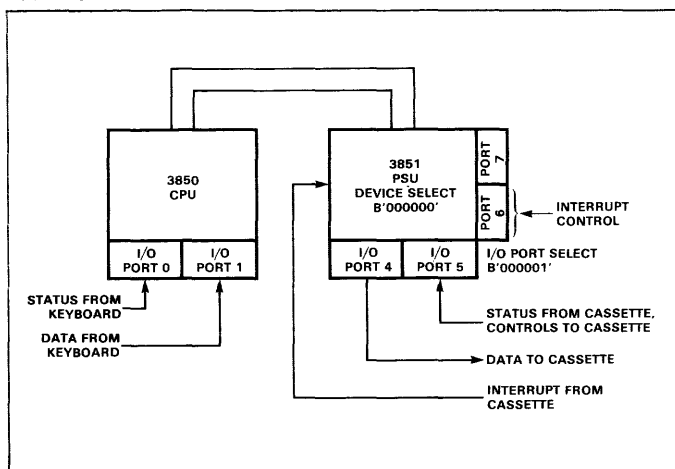 3850
CPU
3851
PSU
DEVICE SELECT
B'000000'
PORT
7
PORT
6
INTERRUPT
CONTROL
I/O
PORT 0
I/O
PORT 1
I/O
PORT 4
I/O
PORT 5
I/O PORT SELECT
B'000001'
STATUS FROM
KEYBOARD
DATA FROM
KEYBOARD
STATUS FROM CASSETTE,
CONTROLS TO CASSETTE
DATA TO CASSETTE
INTERRUPT FROM
CASSETTE